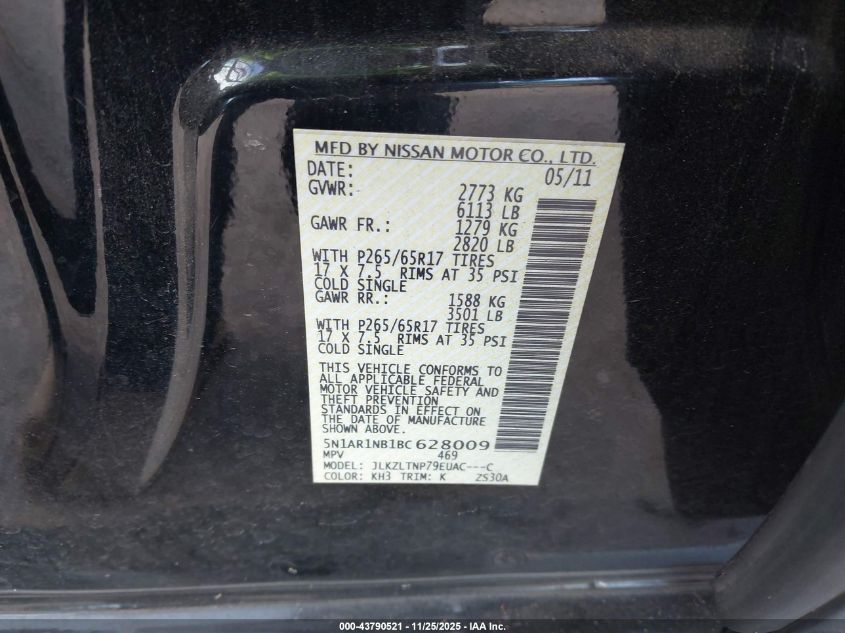 MFD BY NISSAN MOTOR CO., LTD.
DATE: 05/11
GVWR: 2773 KG
6113 LB
GAWR FR.: 1279 KG
2820 LB
WITH P265/65R17 TIRES
17 X 7.5 RIMS AT 35 PSI
COLD SINGLE
GAWR RR.: 1588 KG
3501 LB
WITH P265/65R17 TIRES
17 X 7.5 RIMS AT 35 PSI
COLD SINGLE
THIS VEHICLE CONFORMS TO
ALL APPLICABLE FEDERAL
MOTOR VEHICLE SAFETY AND
THEFT PREVENTION
STANDARDS IN EFFECT ON
THE DATE OF MANUFACTURE
SHOWN ABOVE.
5N1AR1NB1BC628009
MPV 469
MODEL: JLKZLTNP79EUAC---C
COLOR: KH3 TRIM: K ZS30A
000-43790521 - 11/25/2025 - IAA Inc.